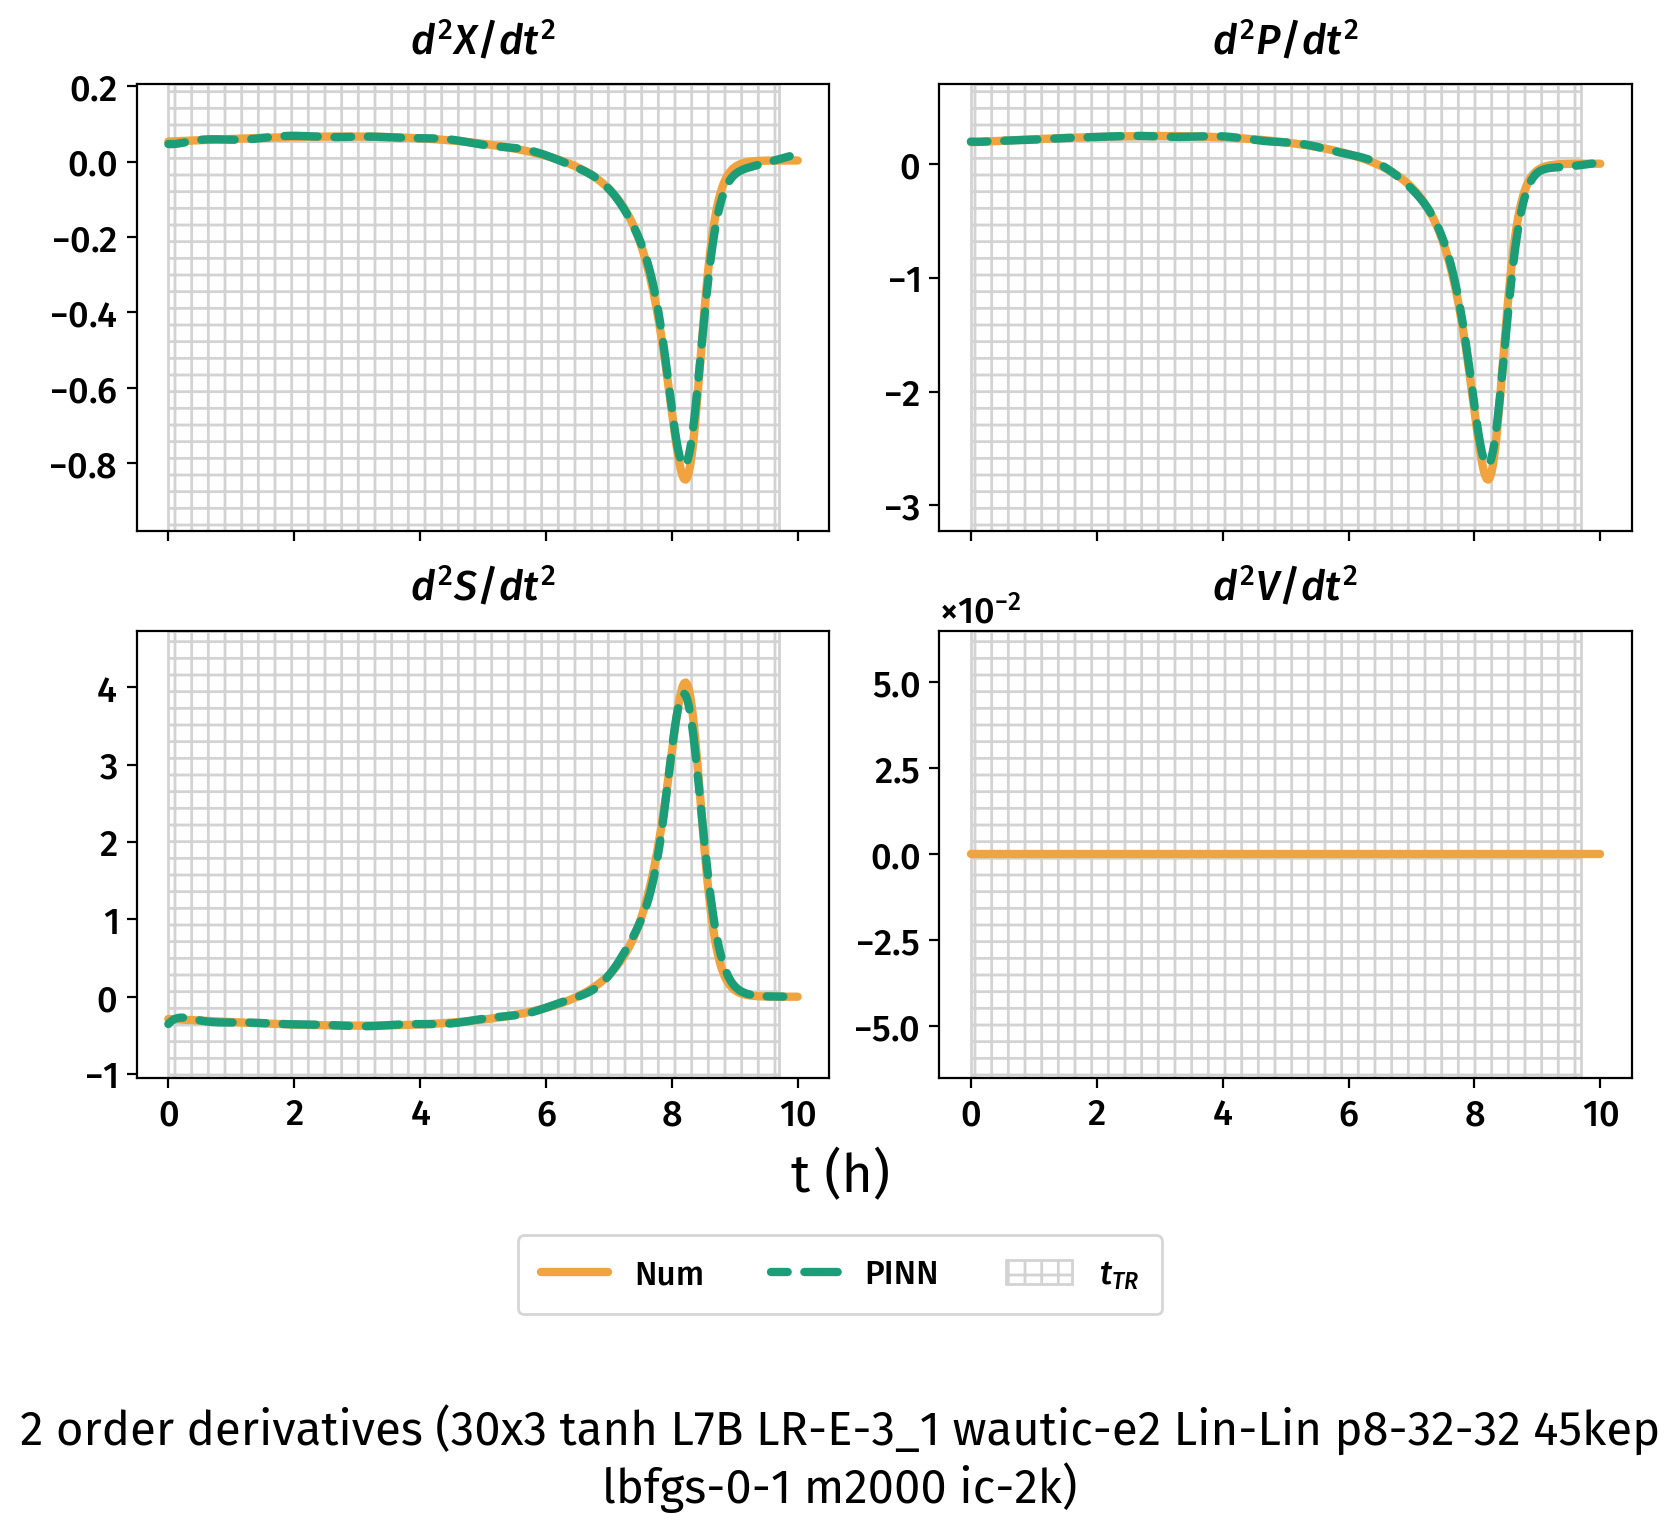 d²X/dt²
d²P/dt²
0.2
0.0
−0.2
−0.4
−0.6
−0.8
0
−1
−2
−3
d²S/dt²
d²V/dt²
×10⁻²
4
3
2
1
0
−1
5.0
2.5
0.0
−2.5
−5.0
0 2 4 6 8 10
0 2 4 6 8 10
t (h)
Num PINN t_TR
2 order derivatives (30x3 tanh L7B LR-E-3_1 wautic-e2 Lin-Lin p8-32-32 45kep
lbfgs-0-1 m2000 ic-2k)